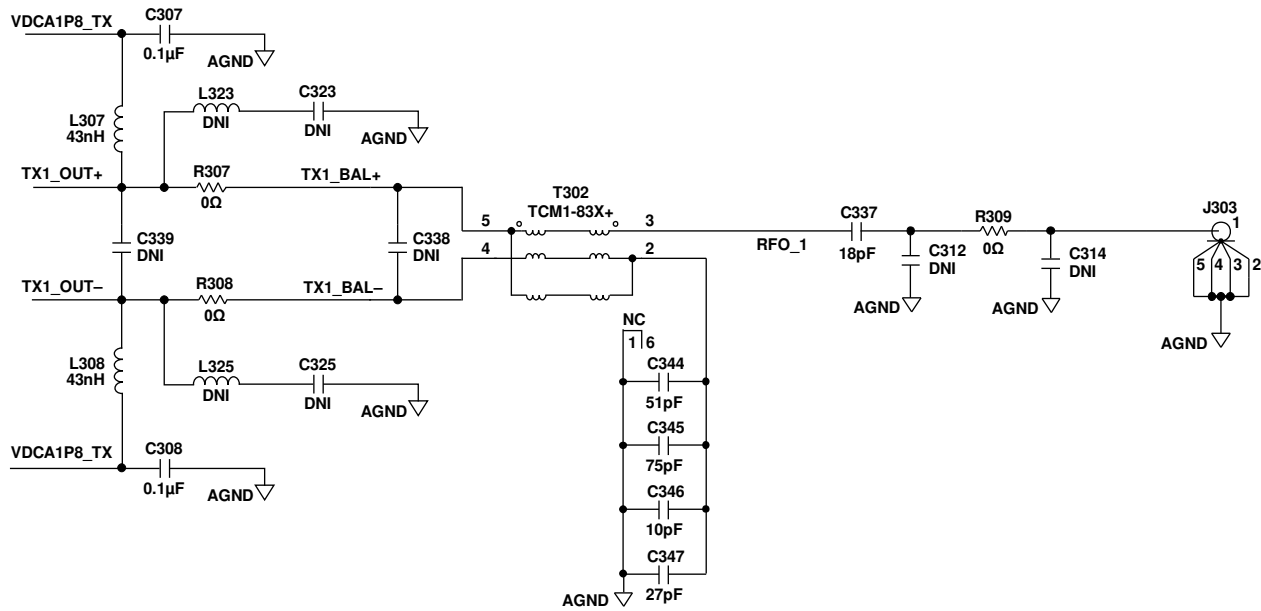 VDCA1P8_TX
C307
0.1µF
AGND
L323
DNI
C323
DNI
AGND
L307
43nH
TX1_OUT+
R307
0Ω
TX1_BAL+
T302
TCM1-83X+
5
3
4
2
C339
DNI
C338
DNI
RFO_1
C337
18pF
C312
DNI
AGND
R309
0Ω
C314
DNI
AGND
J303
1
5
4
3
2
AGND
TX1_OUT–
R308
0Ω
TX1_BAL–
L308
43nH
L325
DNI
C325
DNI
AGND
VDCA1P8_TX
C308
0.1µF
AGND
NC
1
6
C344
51pF
C345
75pF
C346
10pF
C347
27pF
AGND